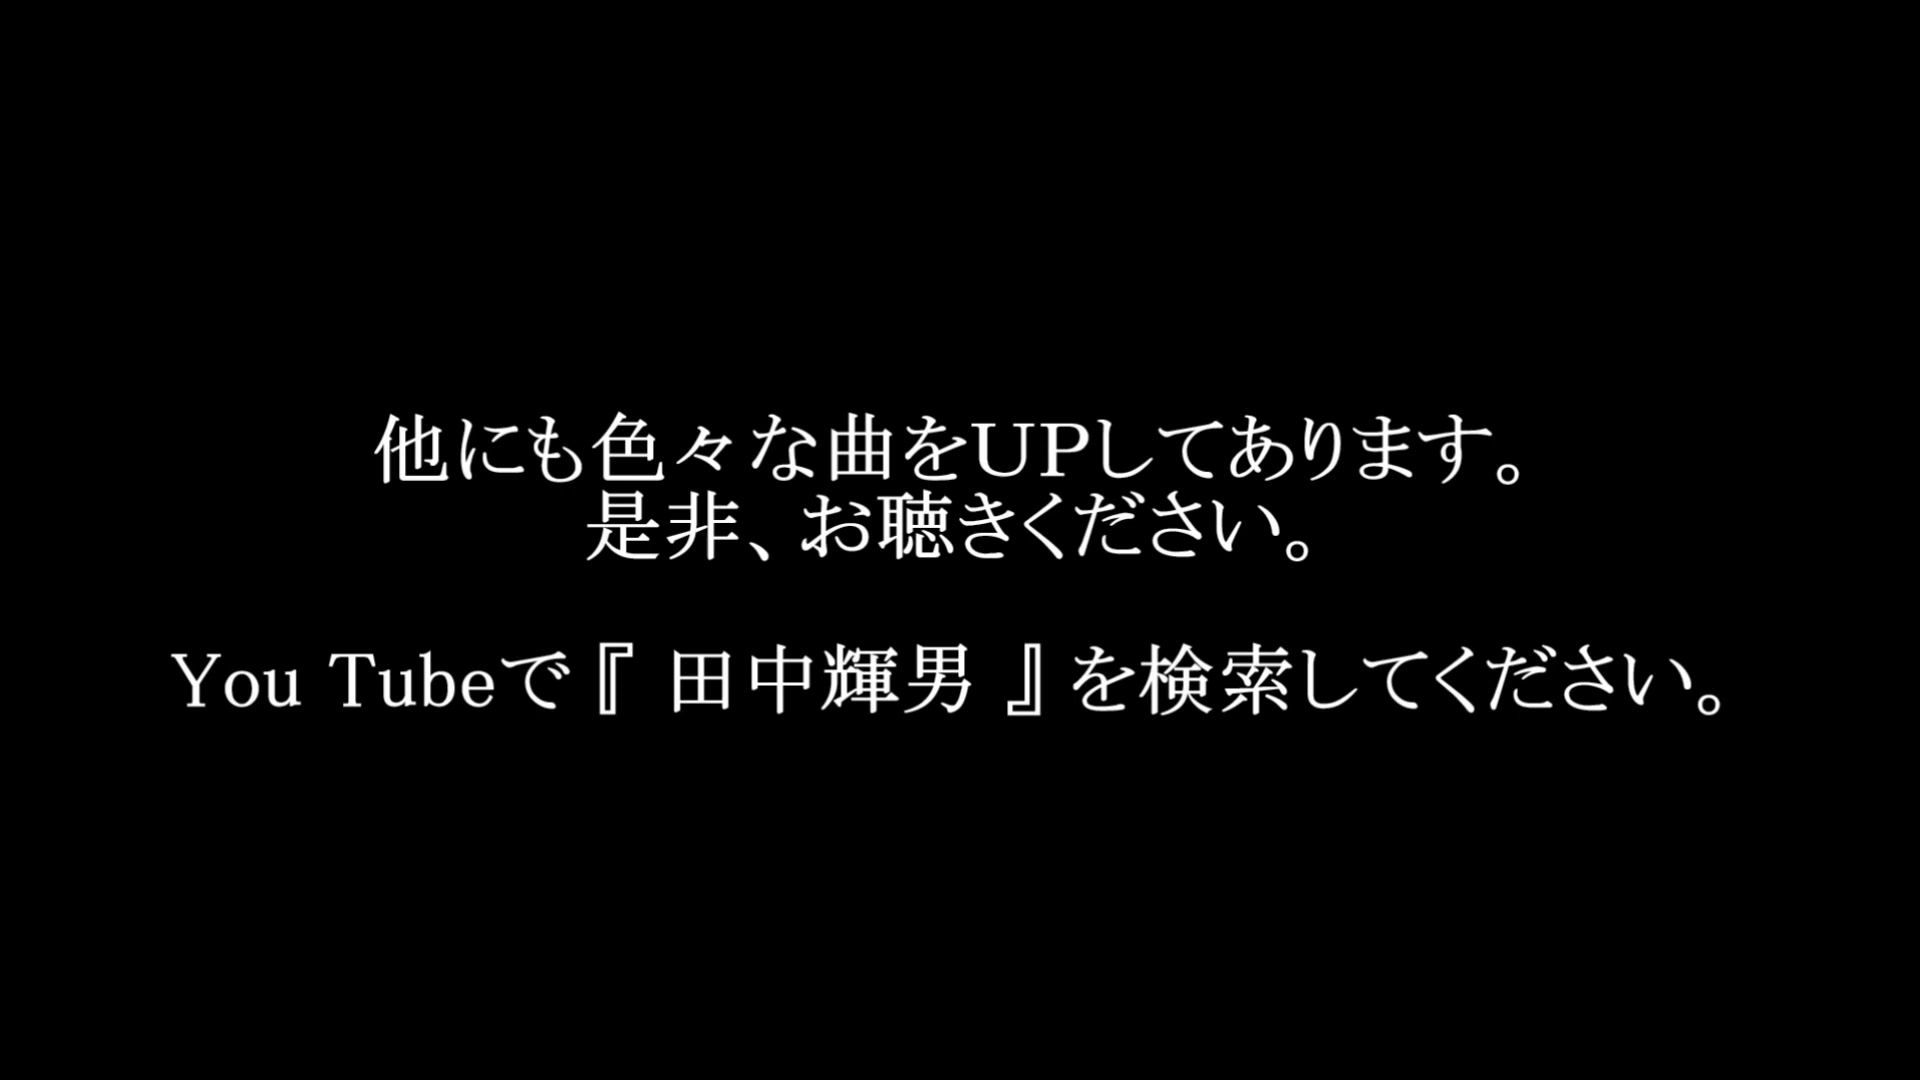 他にも色々な曲をUPしてあります。
是非、お聴きください。
You Tubeで『 田中輝男 』を検索してください。